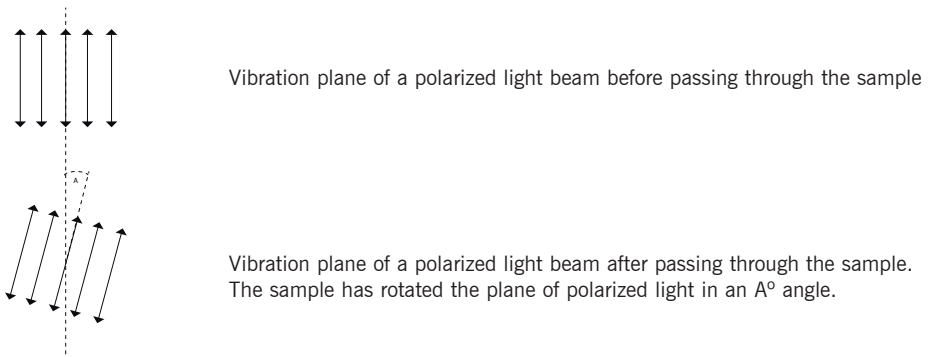 Vibration plane of a polarized light beam before passing through the sample
A
Vibration plane of a polarized light beam after passing through the sample.
The sample has rotated the plane of polarized light in an Aº angle.